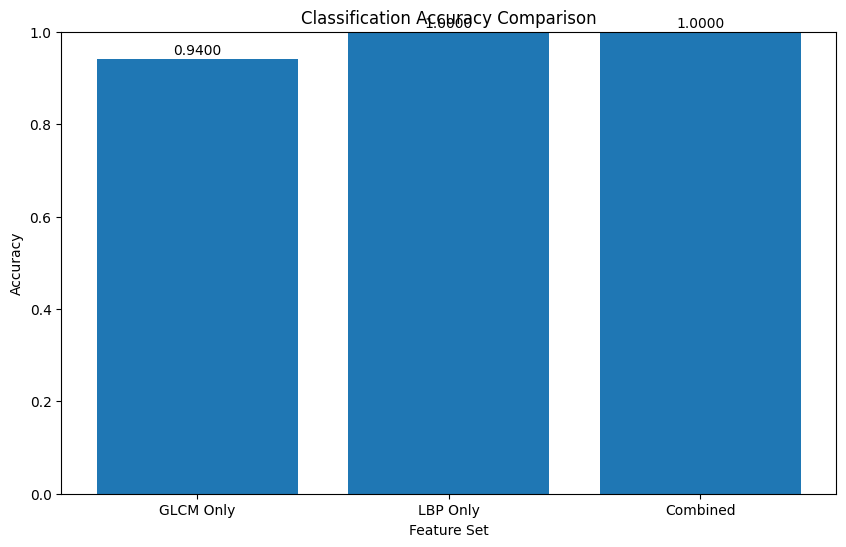 Classification Accuracy Comparison
0.9400
1.0000
1.0000
1.0
0.8
0.6
0.4
0.2
0.0
Accuracy
GLCM Only
LBP Only
Combined
Feature Set